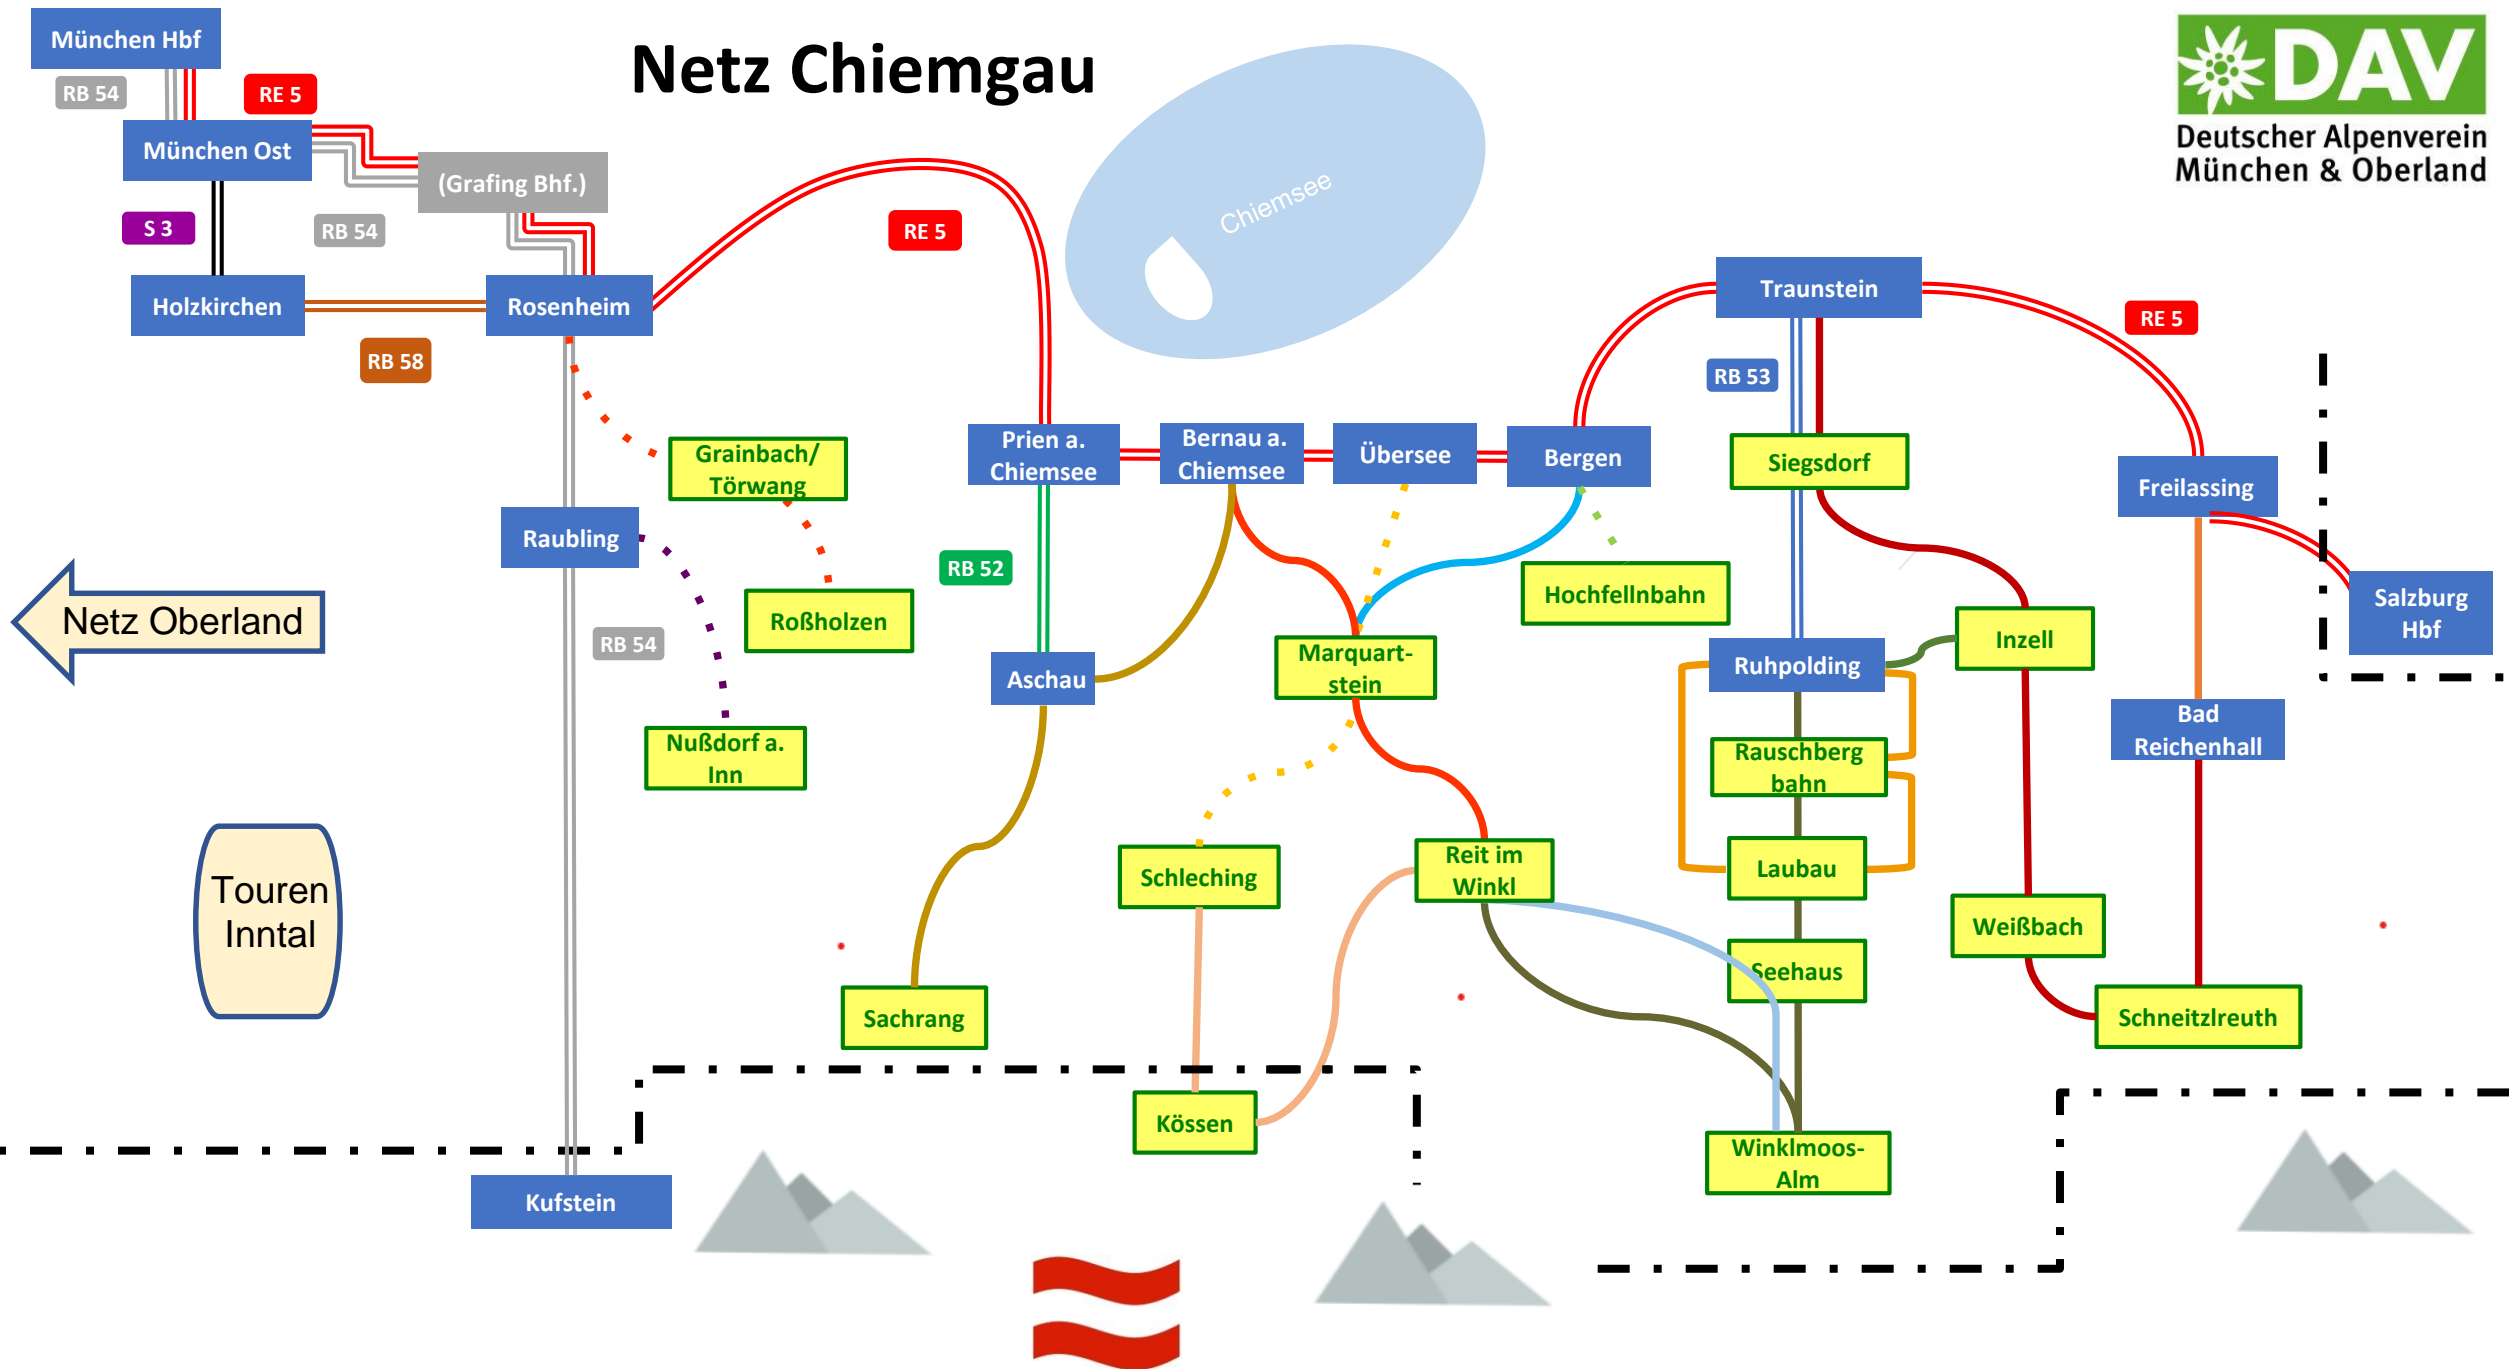 München Hbf
Netz Chiemgau
DAV
Deutscher Alpenverein
München & Oberland
RB 54
RE 5
München Ost
(Grafing Bhf.)
S 3
RB 54
RE 5
Chiemsee
Holzkirchen
Rosenheim
Traunstein
RE 5
RB 58
RB 53
Grainbach/
Törwang
Prien a.
Chiemsee
Bernau a.
Chiemsee
Übersee
Bergen
Siegsdorf
Freilassing
Raubling
RB 52
Hochfellnbahn
Salzburg
Hbf
Netz Oberland
RB 54
Roßholzen
Aschau
Marquart-
stein
Ruhpolding
Inzell
Nußdorf a.
Inn
Rauschberg
bahn
Bad
Reichenhall
Touren
Inntal
Schleching
Reit im
Winkl
Laubau
Weißbach
Seehaus
Sachrang
Schneitzlreuth
Kössen
Winklmoos-
Alm
Kufstein